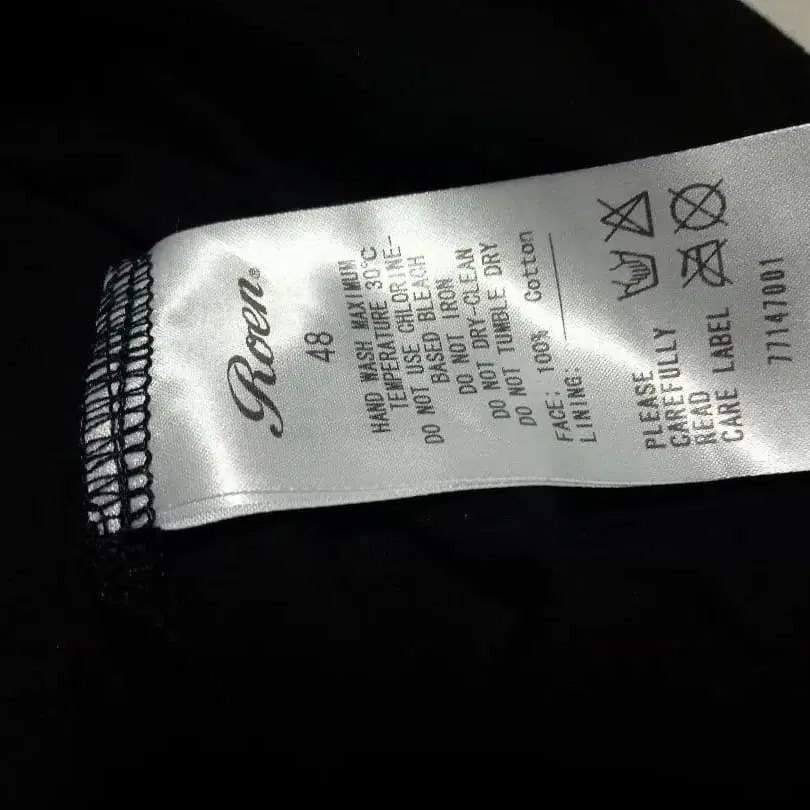 Roen®
48
HAND WASH MAXIMUM
TEMPERATURE 30°C
DO NOT USE CHLORINE-
BASED BLEACH
DO NOT IRON
DO NOT DRY-CLEAN
DO NOT TUMBLE DRY
FACE: 100% Cotton
LINING:
PLEASE
CAREFULLY
READ
CARE LABEL
77147001